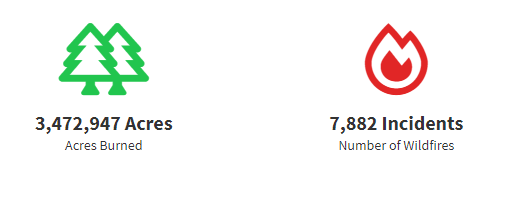 3,472,947 Acres
Acres Burned
7,882 Incidents
Number of Wildfires